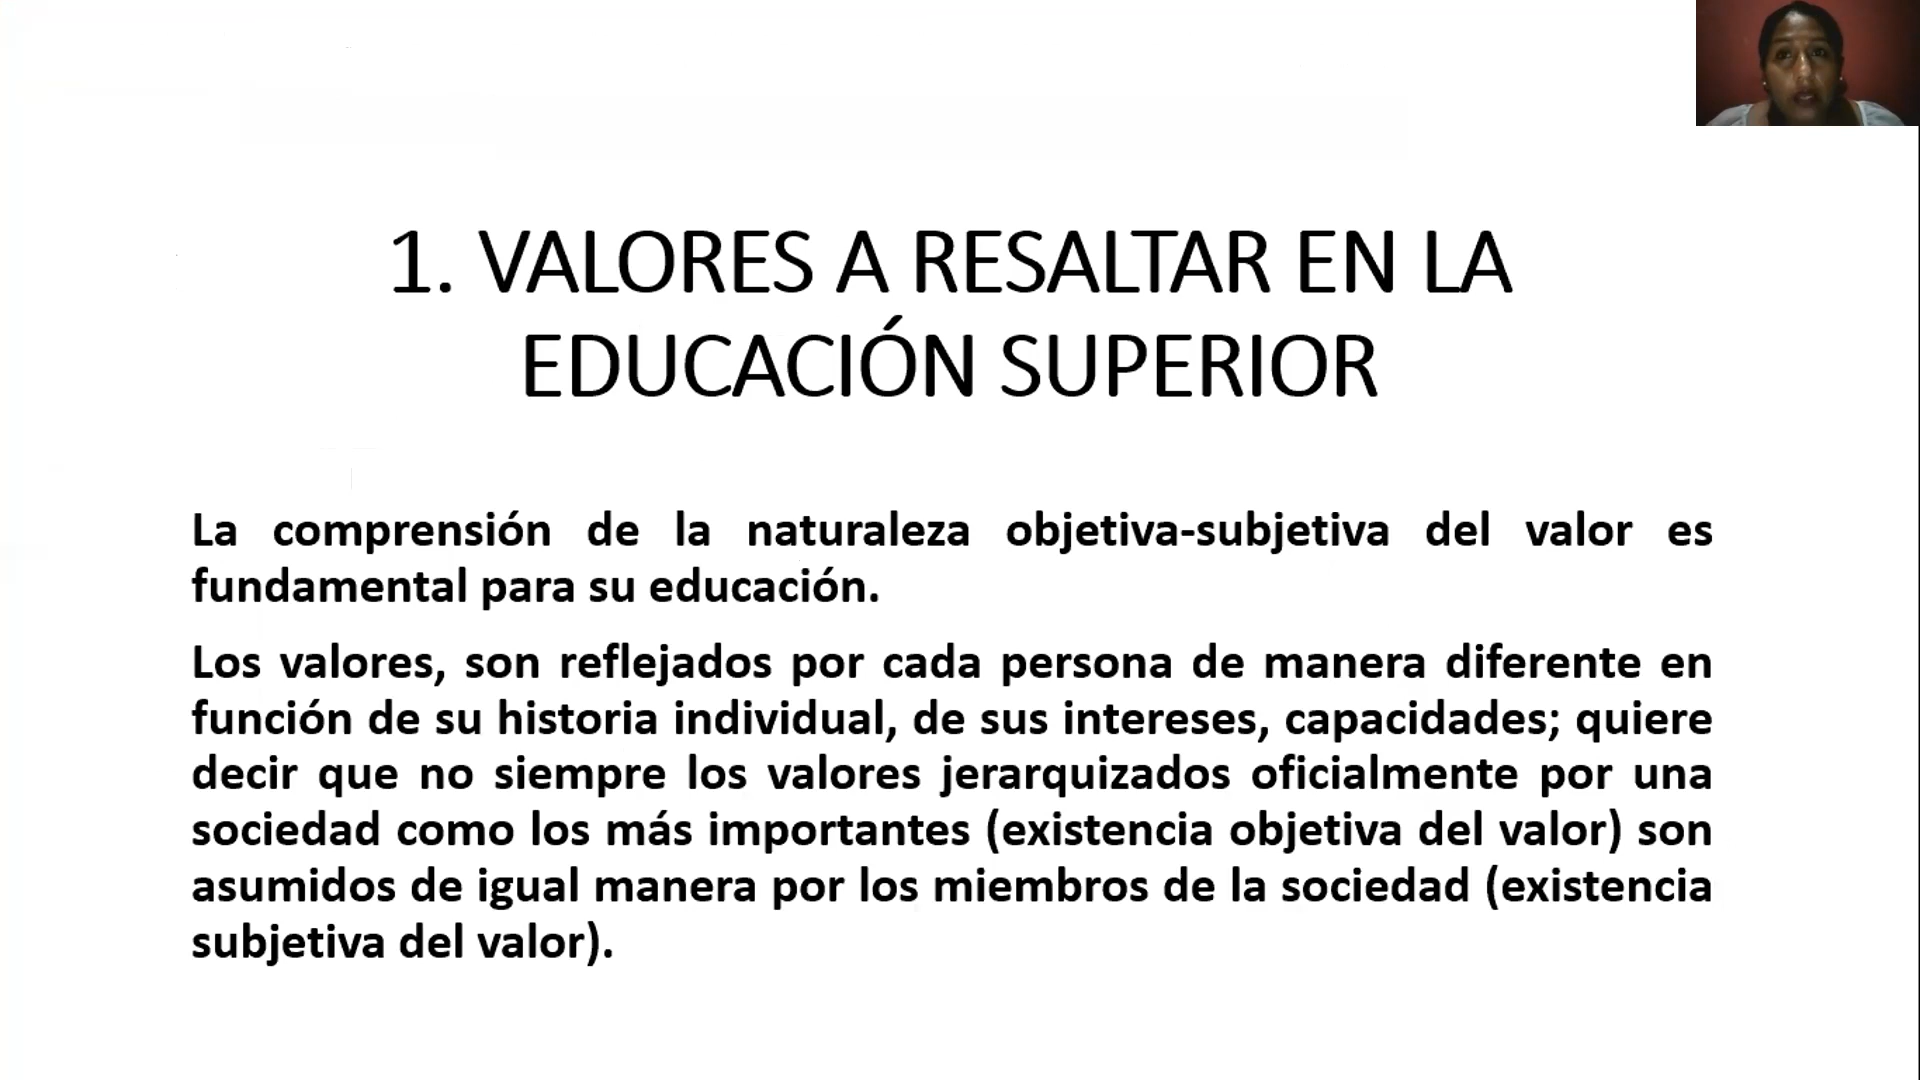 1. VALORES A RESALTAR EN LA
EDUCACIÓN SUPERIOR
La comprensión de la naturaleza objetiva-subjetiva del valor es
fundamental para su educación.
Los valores, son reflejados por cada persona de manera diferente en
función de su historia individual, de sus intereses, capacidades; quiere
decir que no siempre los valores jerarquizados oficialmente por una
sociedad como los más importantes (existencia objetiva del valor) son
asumidos de igual manera por los miembros de la sociedad (existencia
subjetiva del valor).